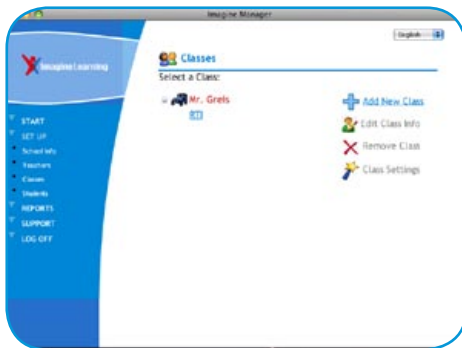 Imagine Manager
English
Imagine Learning
Classes
Select a Class:
Mr. Greis
RTI
Add New Class
Edit Class Info
Remove Class
Class Settings
START
SET UP
School Info
Teachers
Classes
Students
REPORTS
SUPPORT
LOG OFF